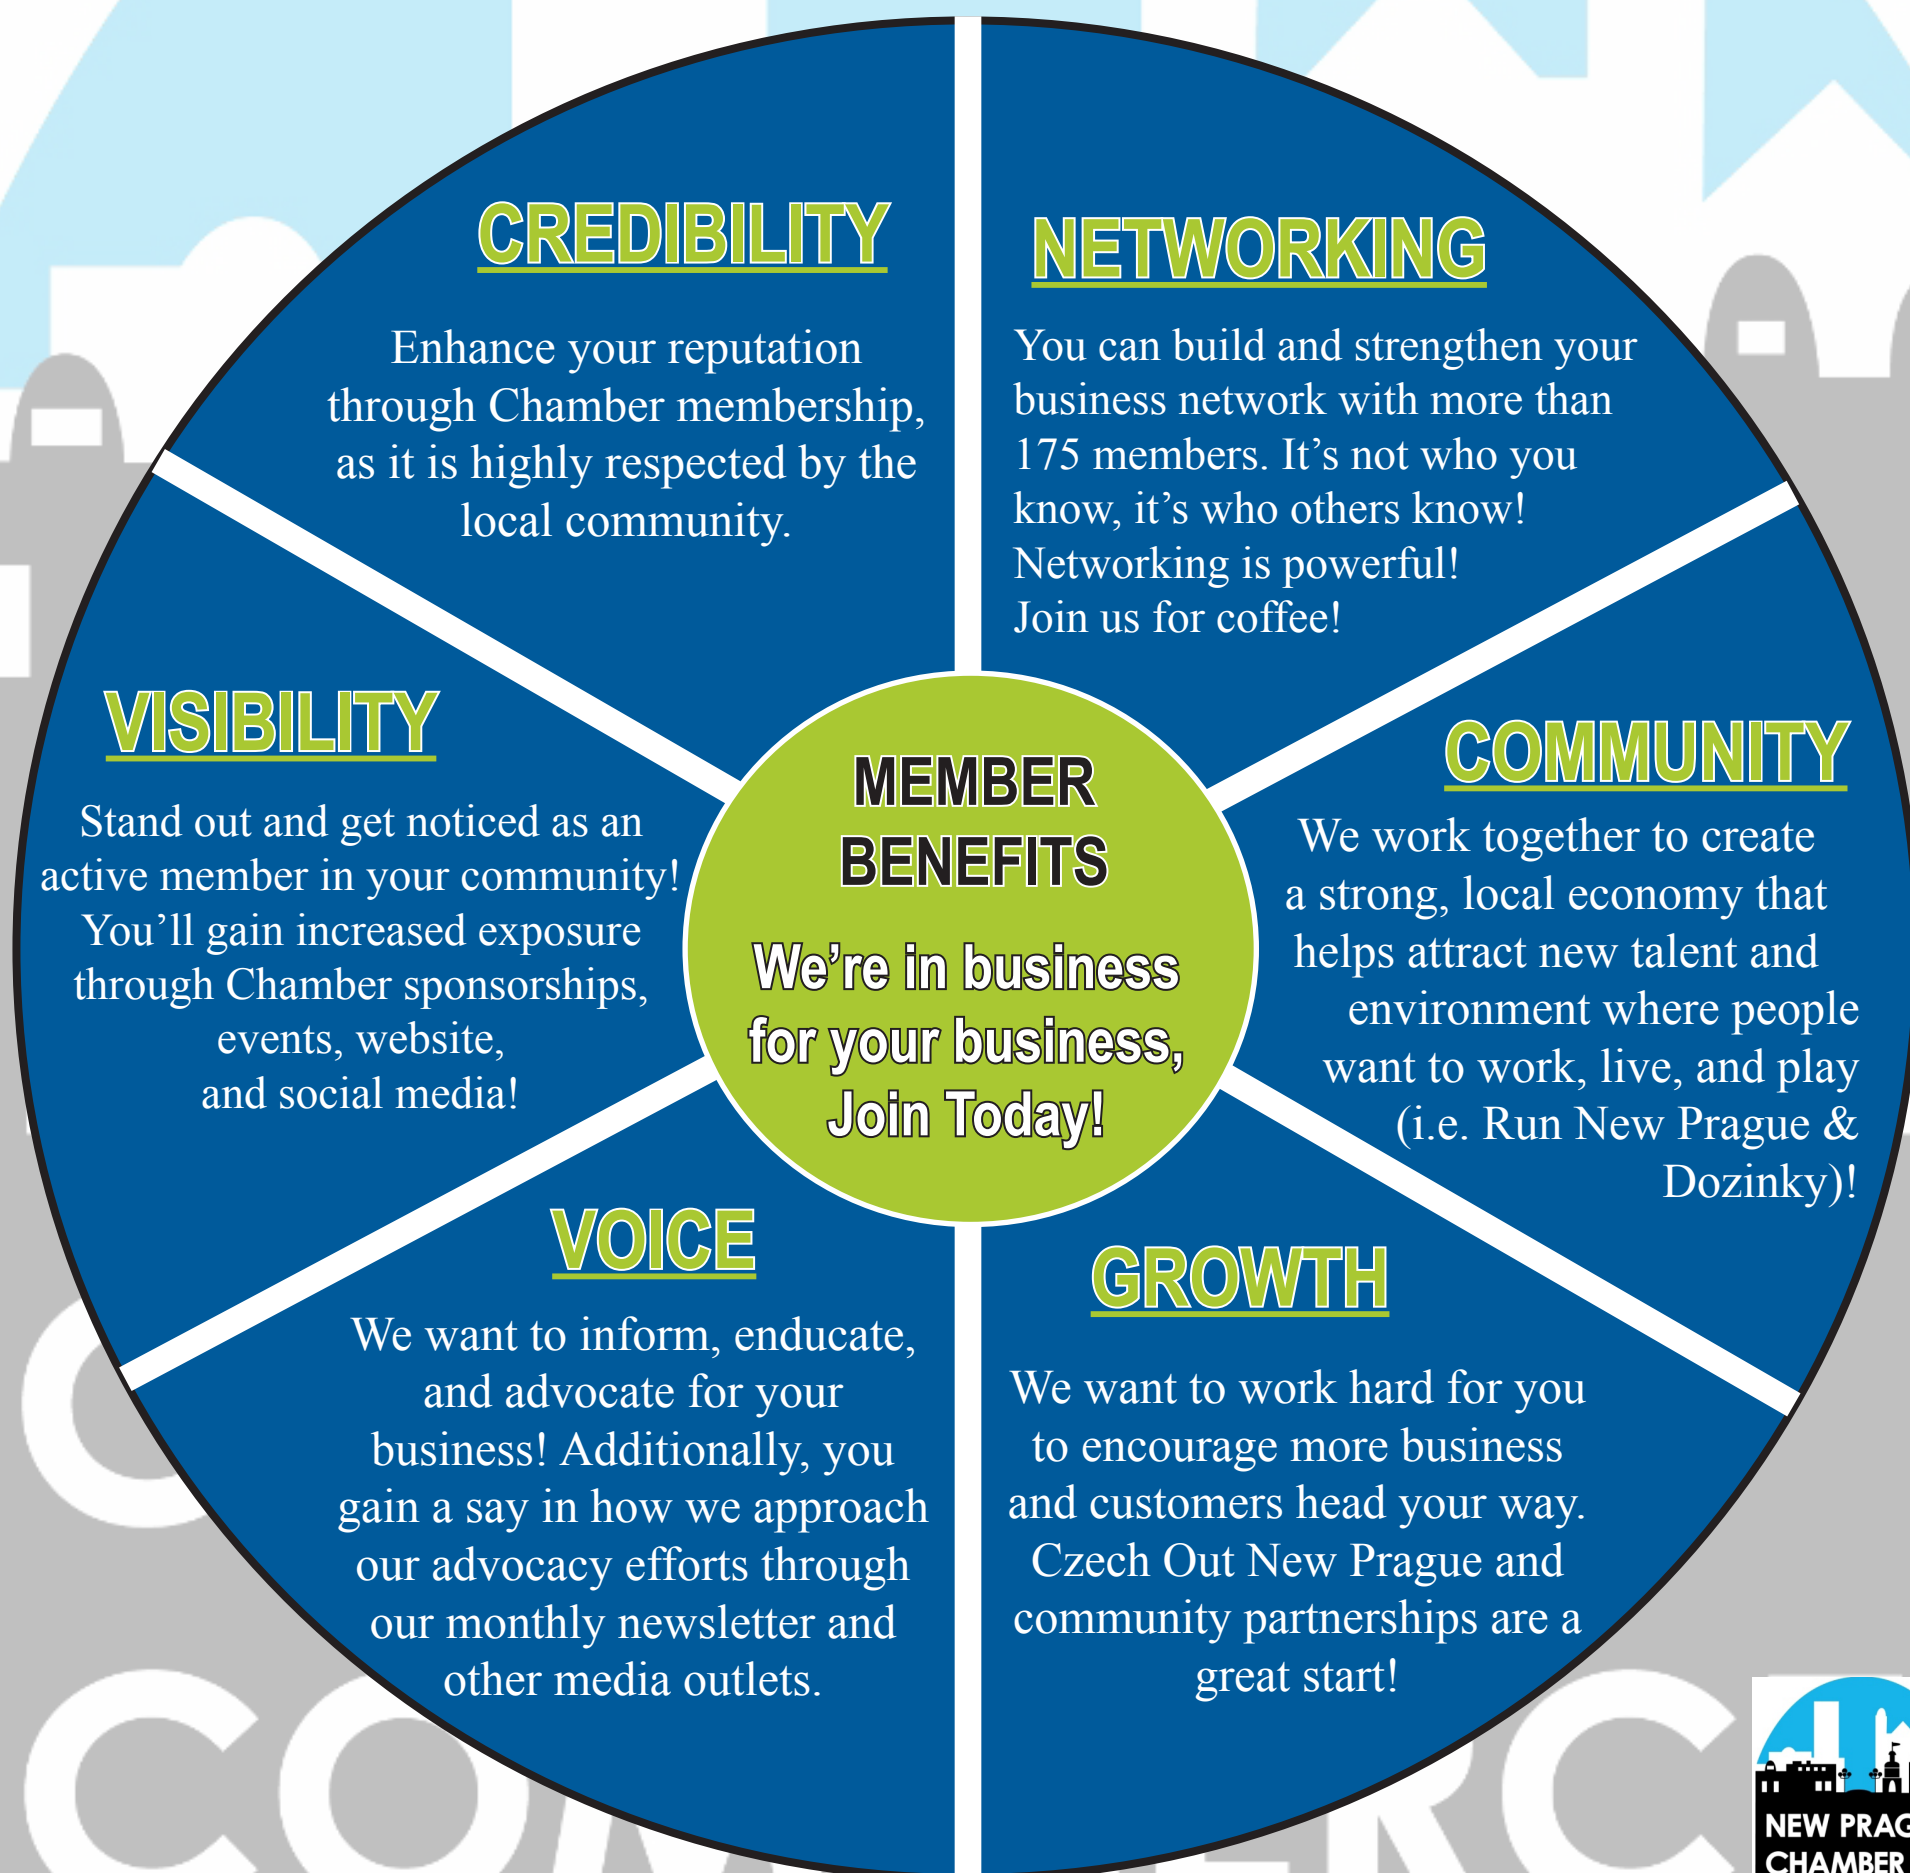 CREDIBILITY
Enhance your reputation
through Chamber membership,
as it is highly respected by the
local community.
NETWORKING
You can build and strengthen your
business network with more than
175 members. It’s not who you
know, it’s who others know!
Networking is powerful!
Join us for coffee!
VISIBILITY
Stand out and get noticed as an
active member in your community!
You’ll gain increased exposure
through Chamber sponsorships,
events, website,
and social media!
MEMBER
BENEFITS
We’re in business
for your business,
Join Today!
COMMUNITY
We work together to create
a strong, local economy that
helps attract new talent and
environment where people
want to work, live, and play
(i.e. Run New Prague &
Dozinky)!
VOICE
We want to inform, enducate,
and advocate for your
business! Additionally, you
gain a say in how we approach
our advocacy efforts through
our monthly newsletter and
other media outlets.
GROWTH
We want to work hard for you
to encourage more business
and customers head your way.
Czech Out New Prague and
community partnerships are a
great start!
NEW PRAG
CHAMBER